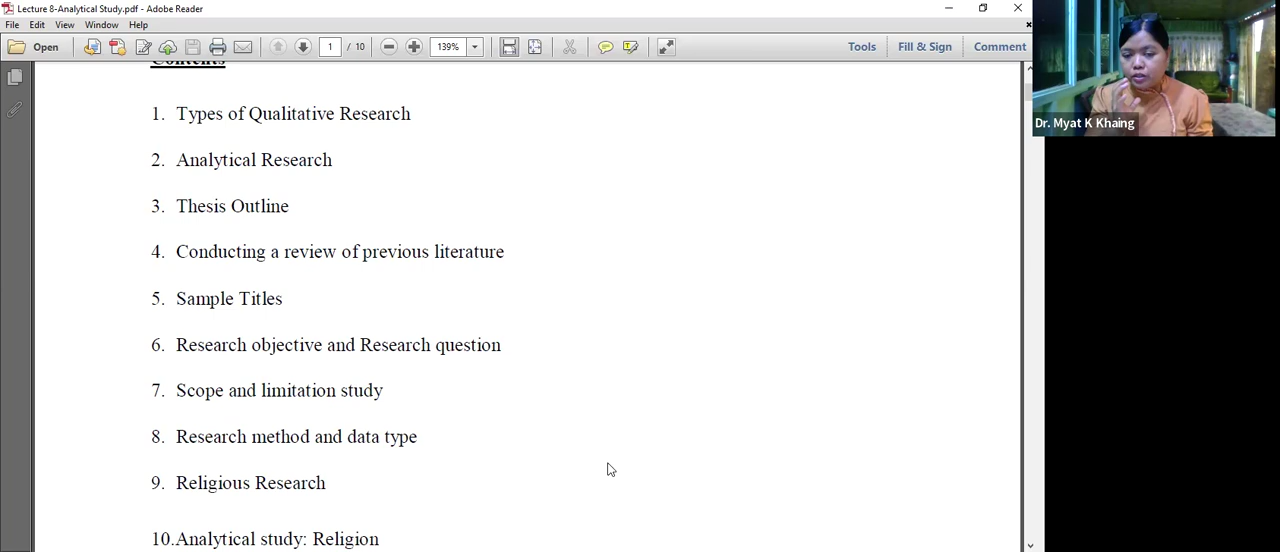 Lecture 8-Analytical Study.pdf - Adobe Reader
File Edit View Window Help
Open 1 / 10 139% Tools Fill & Sign Comment
Contents
1. Types of Qualitative Research
2. Analytical Research
3. Thesis Outline
4. Conducting a review of previous literature
5. Sample Titles
6. Research objective and Research question
7. Scope and limitation study
8. Research method and data type
9. Religious Research
10.Analytical study: Religion
Dr. Myat K Khaing